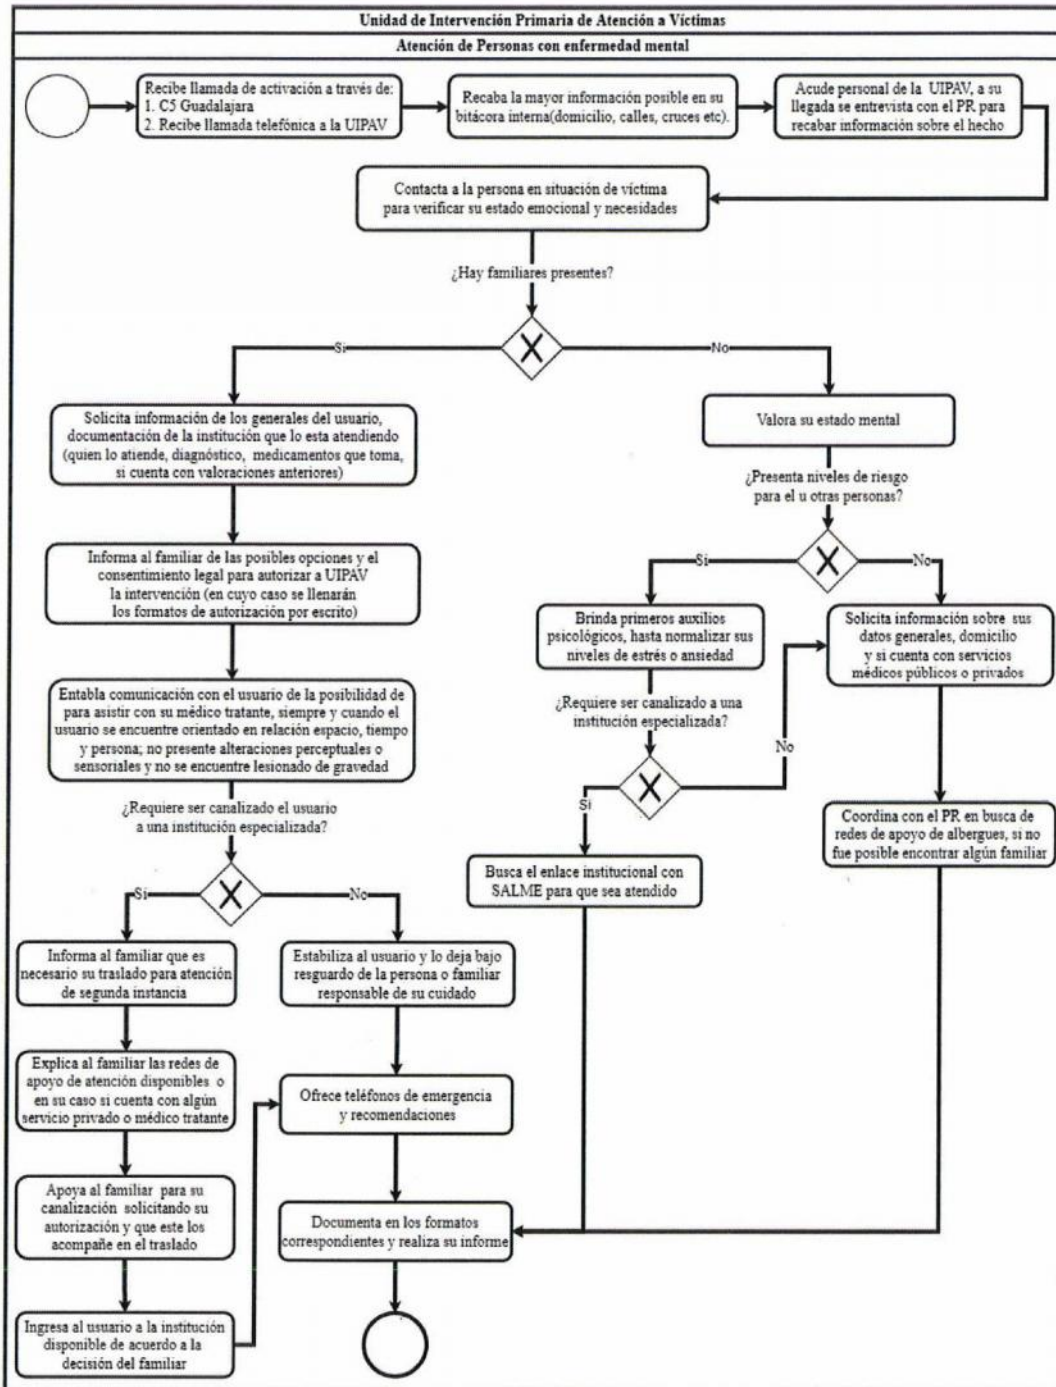 Unidad de Intervención Primaria de Atención a Víctimas
Atención de Personas con enfermedad mental
Recibe llamada de activación a través de:
1. C5 Guadalajara
2. Recibe llamada telefónica a la UIPAV
Recaba la mayor información posible en su
bitácora interna(domicilio, calles, cruces etc).
Acude personal de la UIPAV, a su
llegada se entrevista con el PR para
recabar información sobre el hecho
Contacta a la persona en situación de víctima
para verificar su estado emocional y necesidades
¿Hay familiares presentes?
Si
No
Solicita información de los generales del usuario,
documentación de la institución que lo esta atendiendo
(quien lo atiende, diagnóstico, medicamentos que toma,
si cuenta con valoraciones anteriores)
Informa al familiar de las posibles opciones y el
consentimiento legal para autorizar a UIPAV
la intervención (en cuyo caso se llenarán
los formatos de autorización por escrito)
Entabla comunicación con el usuario de la posibilidad de
para asistir con su médico tratante, siempre y cuando el
usuario se encuentre orientado en relación espacio, tiempo
y persona; no presente alteraciones perceptuales o
sensoriales y no se encuentre lesionado de gravedad
¿Requiere ser canalizado el usuario
a una institución especializada?
Si
No
Informa al familiar que es
necesario su traslado para atención
de segunda instancia
Explica al familiar las redes de
apoyo de atención disponibles o
en su caso si cuenta con algún
servicio privado o médico tratante
Apoya al familiar para su
canalización solicitando su
autorización y que este los
acompañe en el traslado
Ingresa al usuario a la institución
disponible de acuerdo a la
decisión del familiar
Estabiliza al usuario y lo deja bajo
resguardo de la persona o familiar
responsable de su cuidado
Ofrece teléfonos de emergencia
y recomendaciones
Documenta en los formatos
correspondientes y realiza su informe
Valora su estado mental
¿Presenta niveles de riesgo
para el u otras personas?
Si
No
Brinda primeros auxilios
psicológicos, hasta normalizar sus
niveles de estrés o ansiedad
¿Requiere ser canalizado a una
institución especializada?
Si
No
Busca el enlace institucional con
SALME para que sea atendido
Solicita información sobre sus
datos generales, domicilio
y si cuenta con servicios
médicos públicos o privados
Coordina con el PR en busca de
redes de apoyo de albergues, si no
fue posible encontrar algún familiar